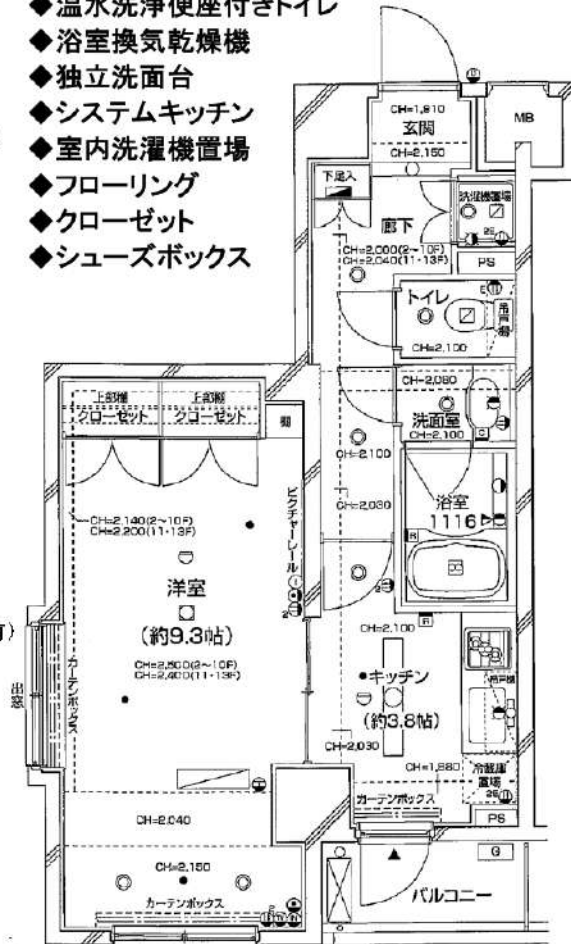 ◆温水洗浄便座付きトイレ
◆浴室換気乾燥機
◆独立洗面台
◆システムキッチン
◆室内洗濯機置場
◆フローリング
◆クローゼット
◆シューズボックス
CH=1,910
玄関
CH=2,150
MB
下足入
廊下
洗濯機置場
CH=2,000(2~10F)
CH=2,040(11・13F)
PS
トイレ
吊戸棚
CH=2,100
CH=2,080
洗面室
CH=2,100
上部棚
上部棚
クローゼット
クローゼット
棚
CH=2,100
CH=2,030
浴室
1116
CH=2,140(2~10F)
CH=2,200(11・13F)
ピクチャーレール
洋室
(約9.3帖)
CH=2,500(2~10F)
CH=2,400(11・13F)
出窓
カーテンボックス
CH=2,100
キッチン
(約3.8帖)
吊戸棚
CH=2,030
CH=1,880
冷蔵庫置場
カーテンボックス
PS
CH=2,040
CH=2,150
カーテンボックス
G
バルコニー